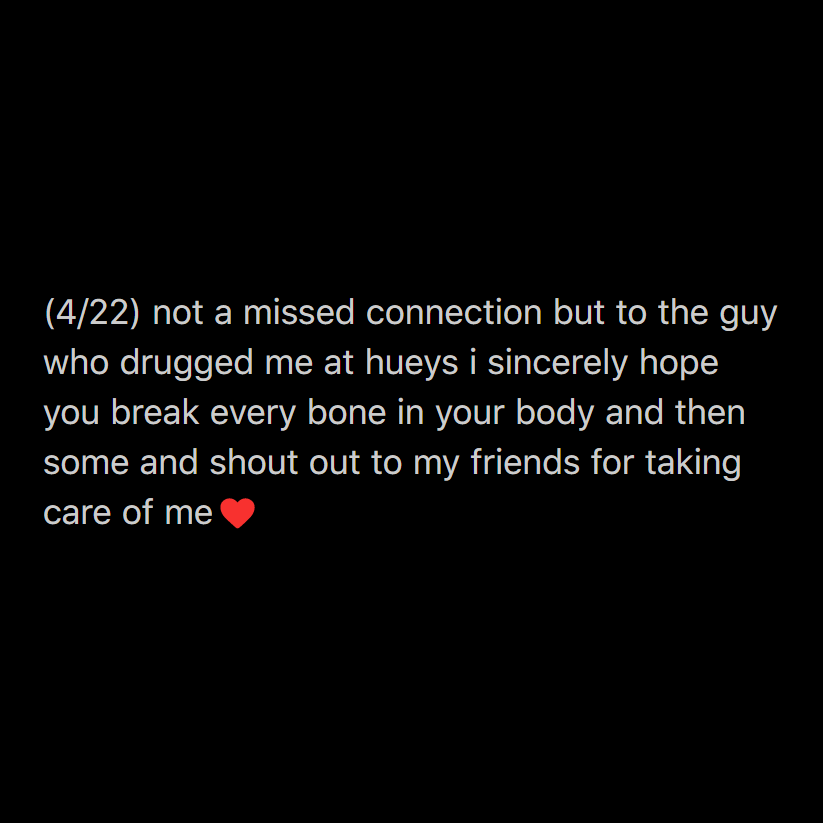 (4/22) not a missed connection but to the guy
who drugged me at hueys i sincerely hope
you break every bone in your body and then
some and shout out to my friends for taking
care of me❤️